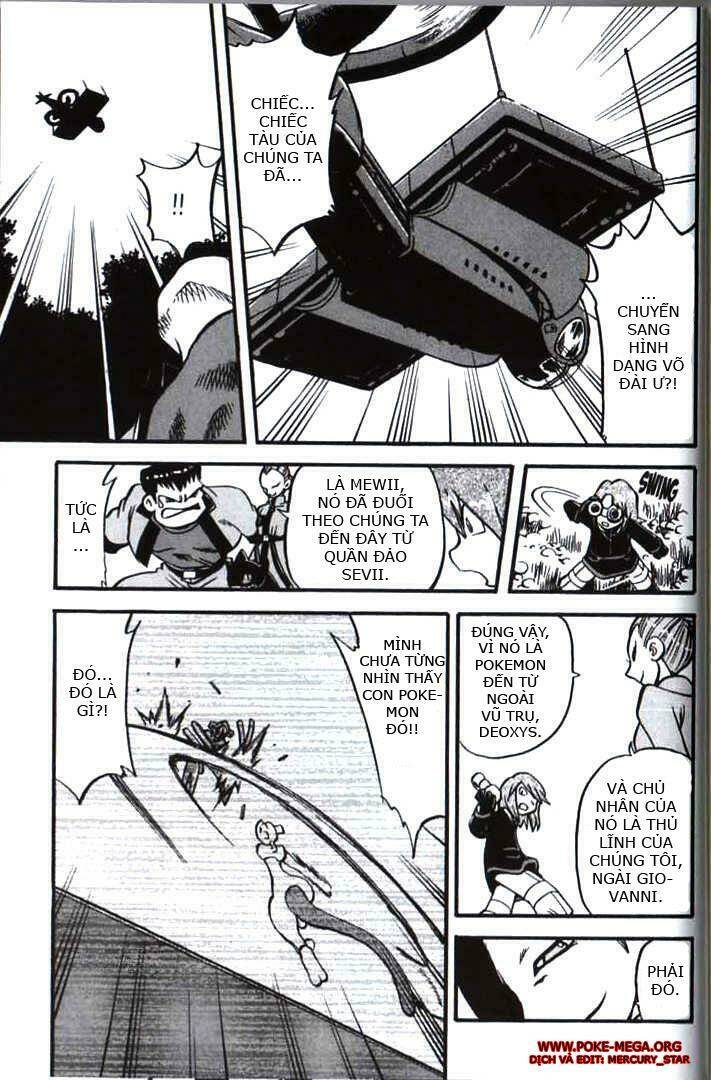 !!
CHIẾC...
CHIẾC
TÀU CỦA
CHÚNG TA
ĐÃ...
...
CHUYỂN
SANG
HÌNH
DẠNG VÕ
ĐÀI Ư?!
TỨC
LÀ
...
LÀ MEWII,
NÓ ĐÃ ĐUỔI
THEO CHÚNG TA
ĐẾN ĐÂY TỪ
QUẦN ĐẢO
SEVII.
SWING
ĐÓ...
ĐÓ LÀ
GÌ?!
MÌNH
CHƯA TỪNG
NHÌN THẤY
CON POKE-
MON
ĐÓ!!
ĐÚNG VẬY,
VÌ NÓ LÀ
POKEMON
ĐẾN TỪ
NGOÀI
VŨ TRỤ,
DEOXYS.
VÀ CHỦ
NHÂN CỦA
NÓ LÀ THỦ
LĨNH CỦA
CHÚNG TÔI,
NGÀI GIO-
VANNI.
PHẢI
ĐÓ.
WWW.POKE-MEGA.ORG
DỊCH VÀ EDIT: MERCURY_STAR